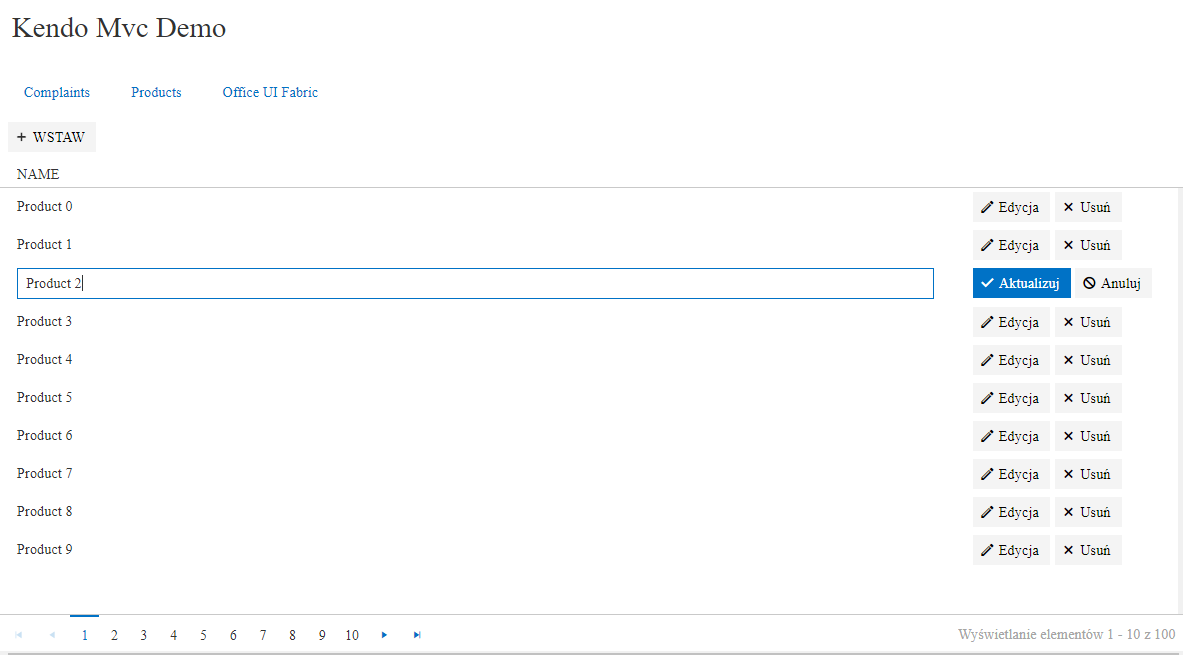 Kendo Mvc Demo
Complaints Products Office UI Fabric
+ WSTAW
NAME
Product 0 Edycja Usuń
Product 1 Edycja Usuń
Product 2 Aktualizuj Anuluj
Product 3 Edycja Usuń
Product 4 Edycja Usuń
Product 5 Edycja Usuń
Product 6 Edycja Usuń
Product 7 Edycja Usuń
Product 8 Edycja Usuń
Product 9 Edycja Usuń
1 2 3 4 5 6 7 8 9 10 Wyświetlanie elementów 1 - 10 z 100